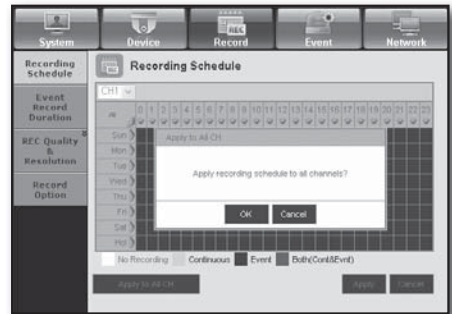 REC
System Device Record Event Network
Recording Schedule
Recording Schedule
CH1
All 0 1 2 3 4 5 6 7 8 9 10 11 12 13 14 15 16 17 18 19 20 21 22 23
Event Record Duration
Sun
Apply to All CH
REC Quality & Resolution
Mon
Tue
Apply recording schedule to all channels?
Wed
Record Option
Thu
Fri
OK Cancel
Sat
Hol
No Recording Continuous Event Both(Cont&Evnt)
Apply to All CH Apply Cancel